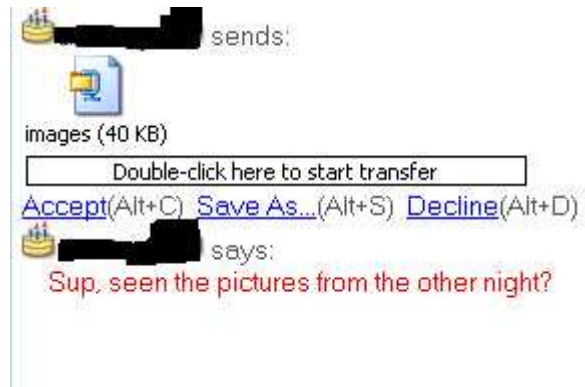 sends:
images (40 KB)
Double-click here to start transfer
Accept(Alt+C) Save As...(Alt+S) Decline(Alt+D)
says:
Sup, seen the pictures from the other night?